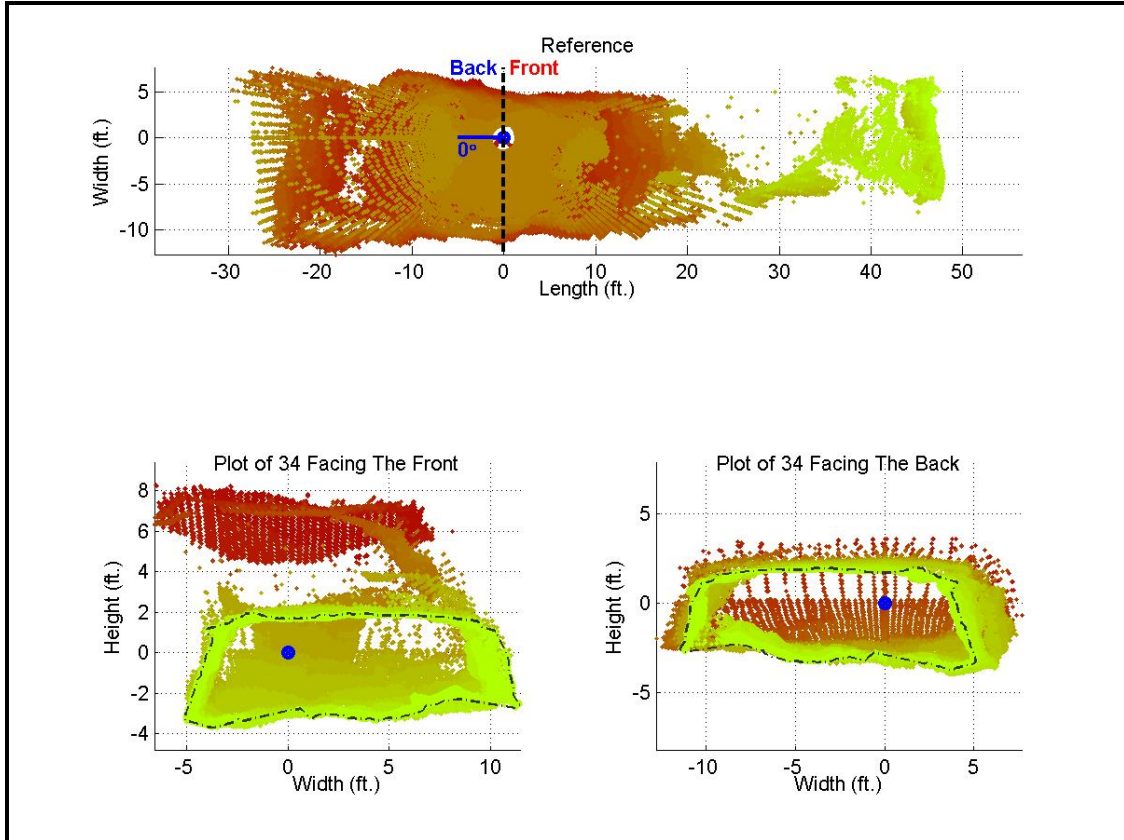 Reference
Back Front
5
0
-5
-10
Width (ft.)
0°
-30 -20 -10 0 10 20 30 40 50
Length (ft.)
Plot of 34 Facing The Front
8
6
4
2
0
-2
-4
Height (ft.)
-5 0 5 10
Width (ft.)
Plot of 34 Facing The Back
5
0
-5
Height (ft.)
-10 -5 0 5
Width (ft.)